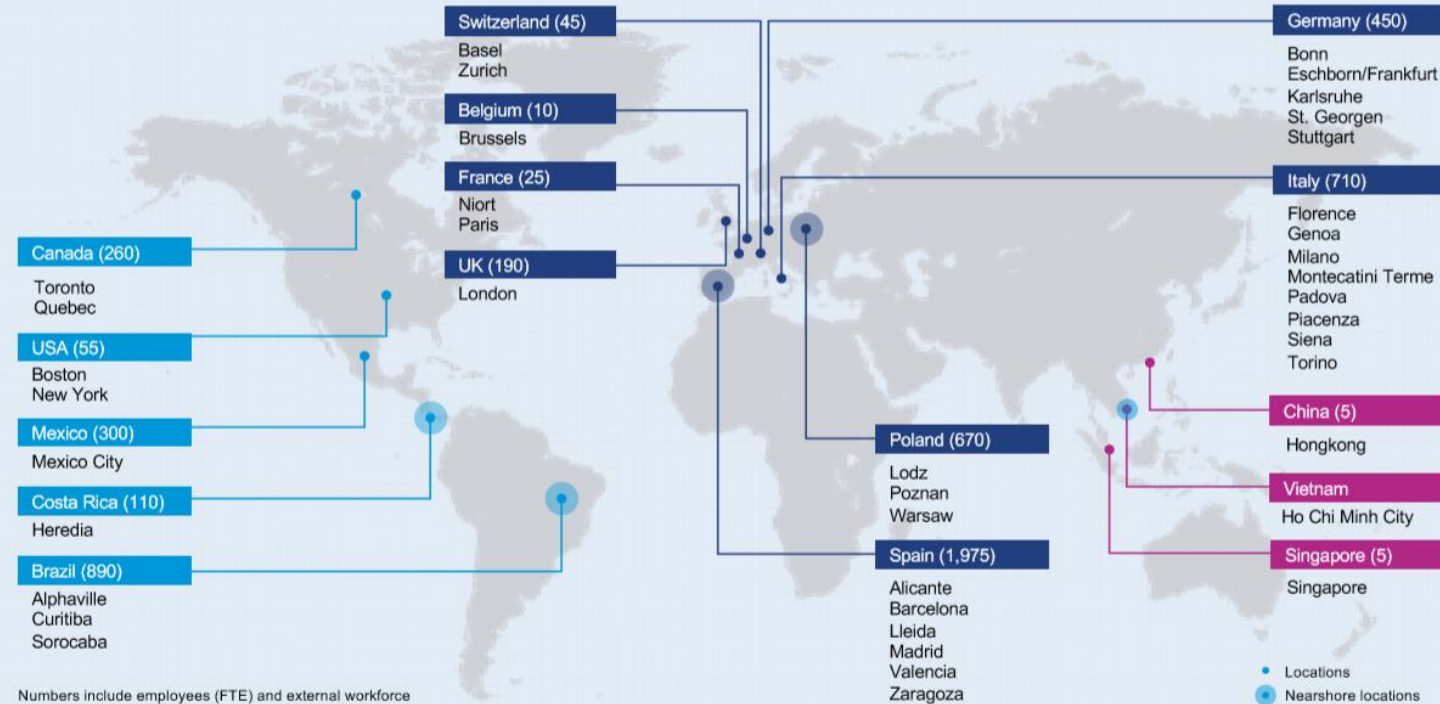 Switzerland (45)
Basel
Zurich
Belgium (10)
Brussels
France (25)
Niort
Paris
UK (190)
London
Canada (260)
Toronto
Quebec
USA (55)
Boston
New York
Mexico (300)
Mexico City
Costa Rica (110)
Heredia
Brazil (890)
Alphaville
Curitiba
Sorocaba
Numbers include employees (FTE) and external workforce
Poland (670)
Lodz
Poznan
Warsaw
Spain (1,975)
Alicante
Barcelona
Lleida
Madrid
Valencia
Zaragoza
Germany (450)
Bonn
Eschborn/Frankfurt
Karlsruhe
St. Georgen
Stuttgart
Italy (710)
Florence
Genoa
Milano
Montecatini Terme
Padova
Piacenza
Siena
Torino
China (5)
Hongkong
Vietnam
Ho Chi Minh City
Singapore (5)
Singapore
Locations
Nearshore locations